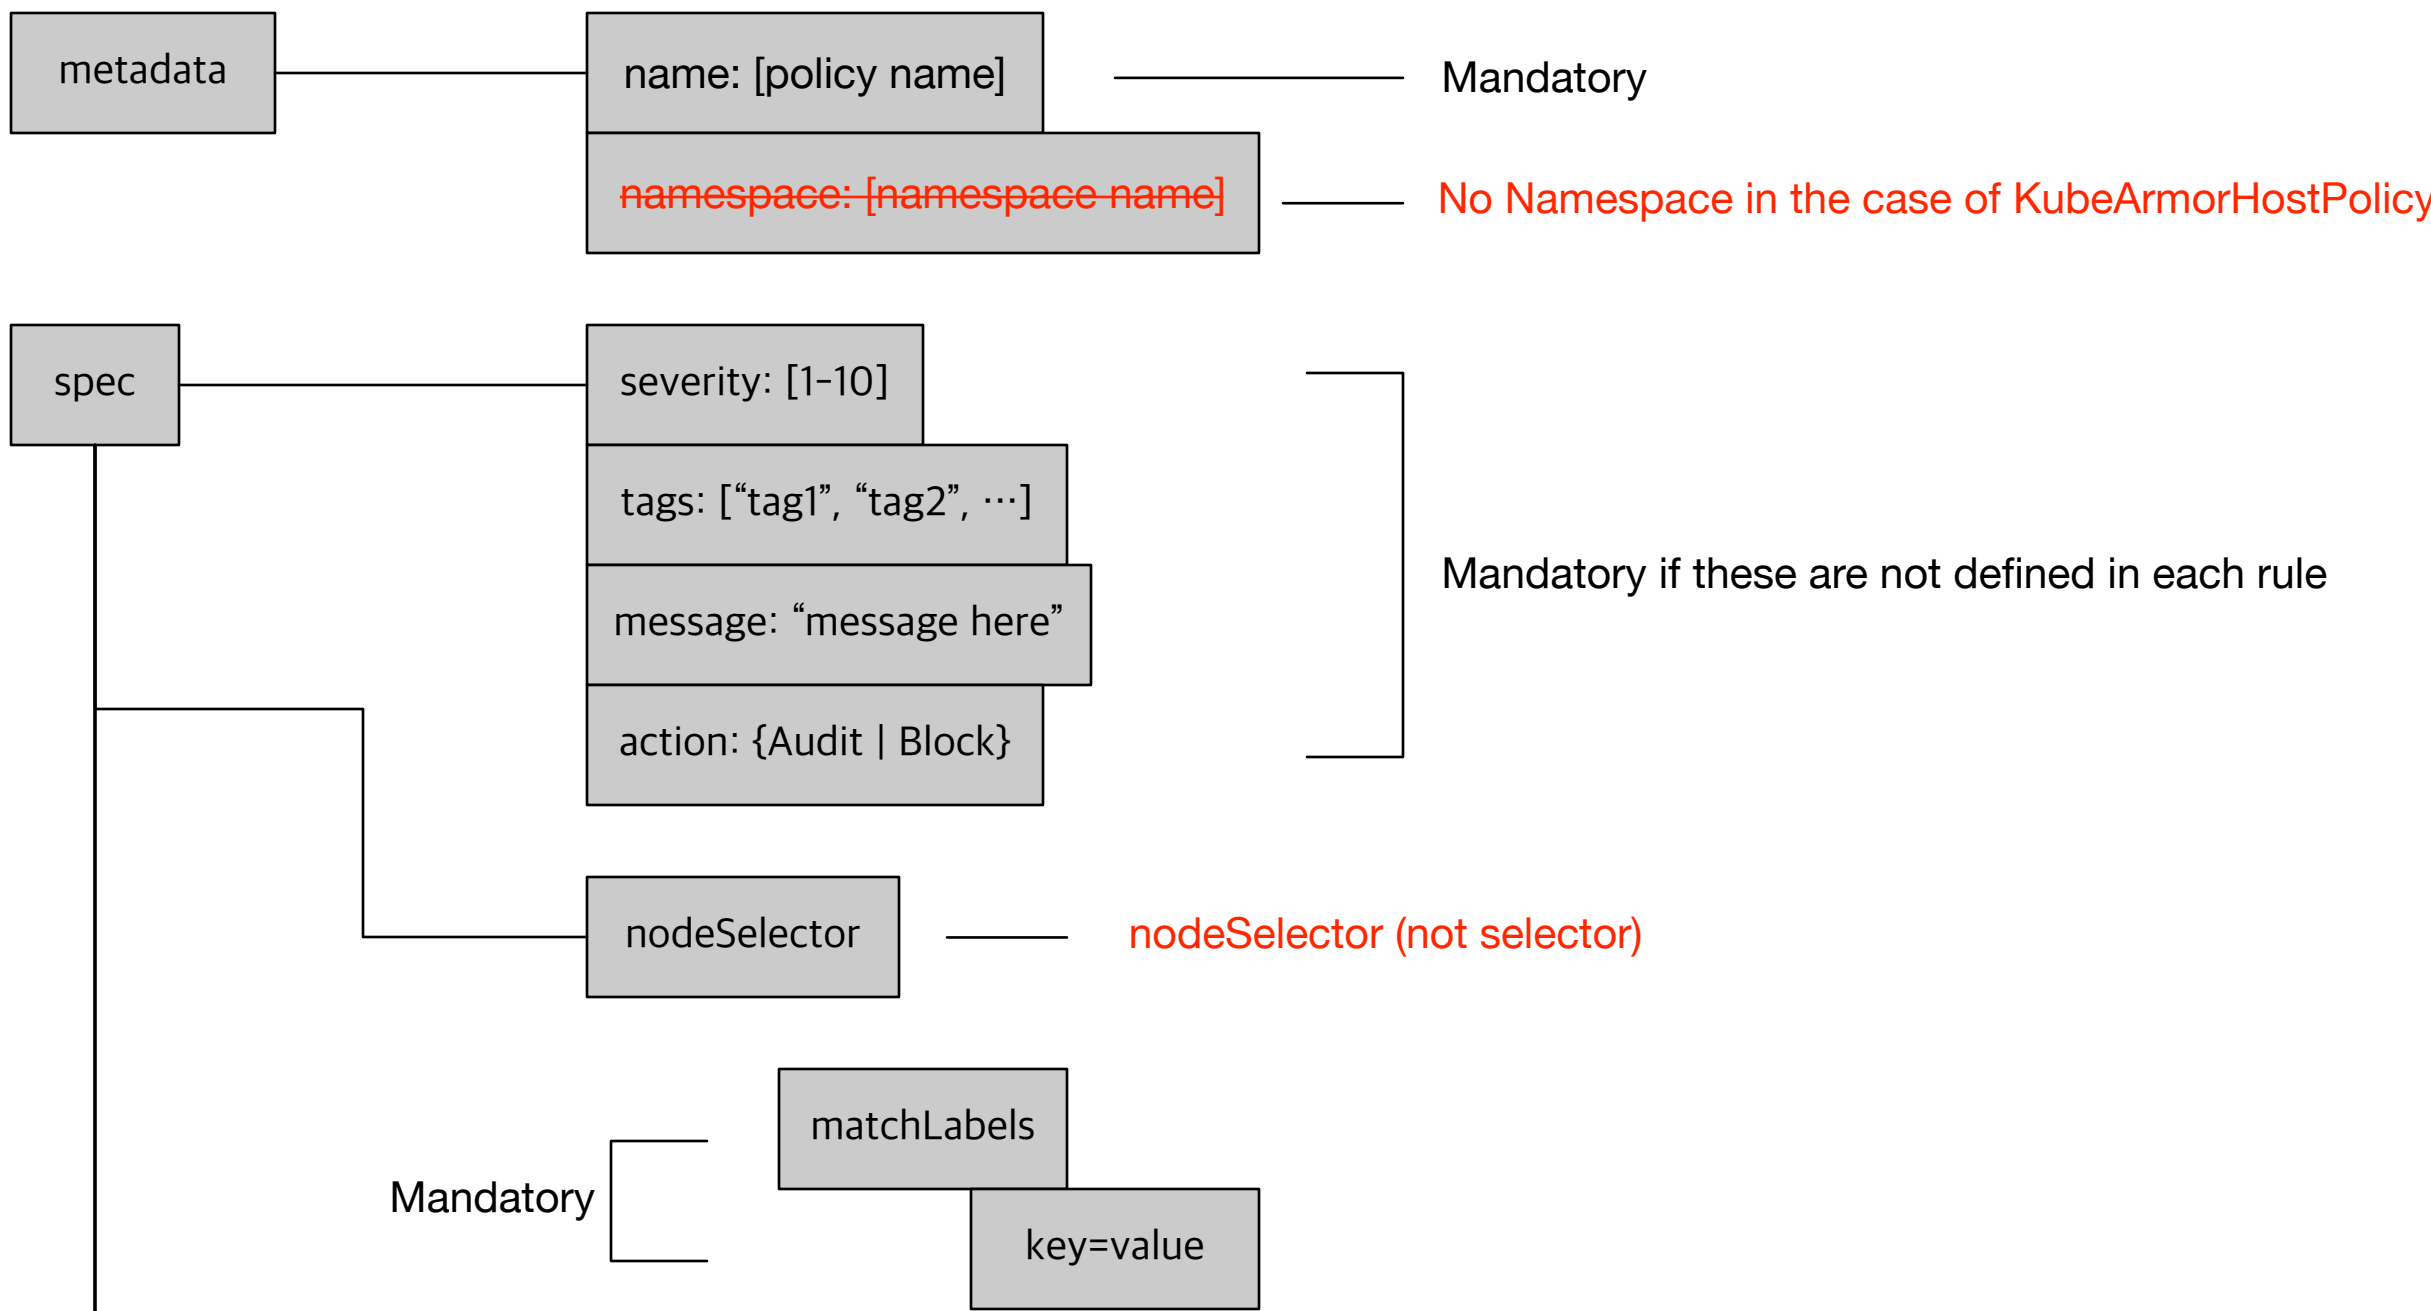 metadata
name: [policy name]
Mandatory
namespace: [namespace name]
No Namespace in the case of KubeArmorHostPolicy
spec
severity: [1-10]
tags: [“tag1”, “tag2”, ⋯]
Mandatory if these are not defined in each rule
message: “message here”
action: {Audit | Block}
nodeSelector
nodeSelector (not selector)
matchLabels
Mandatory
key=value